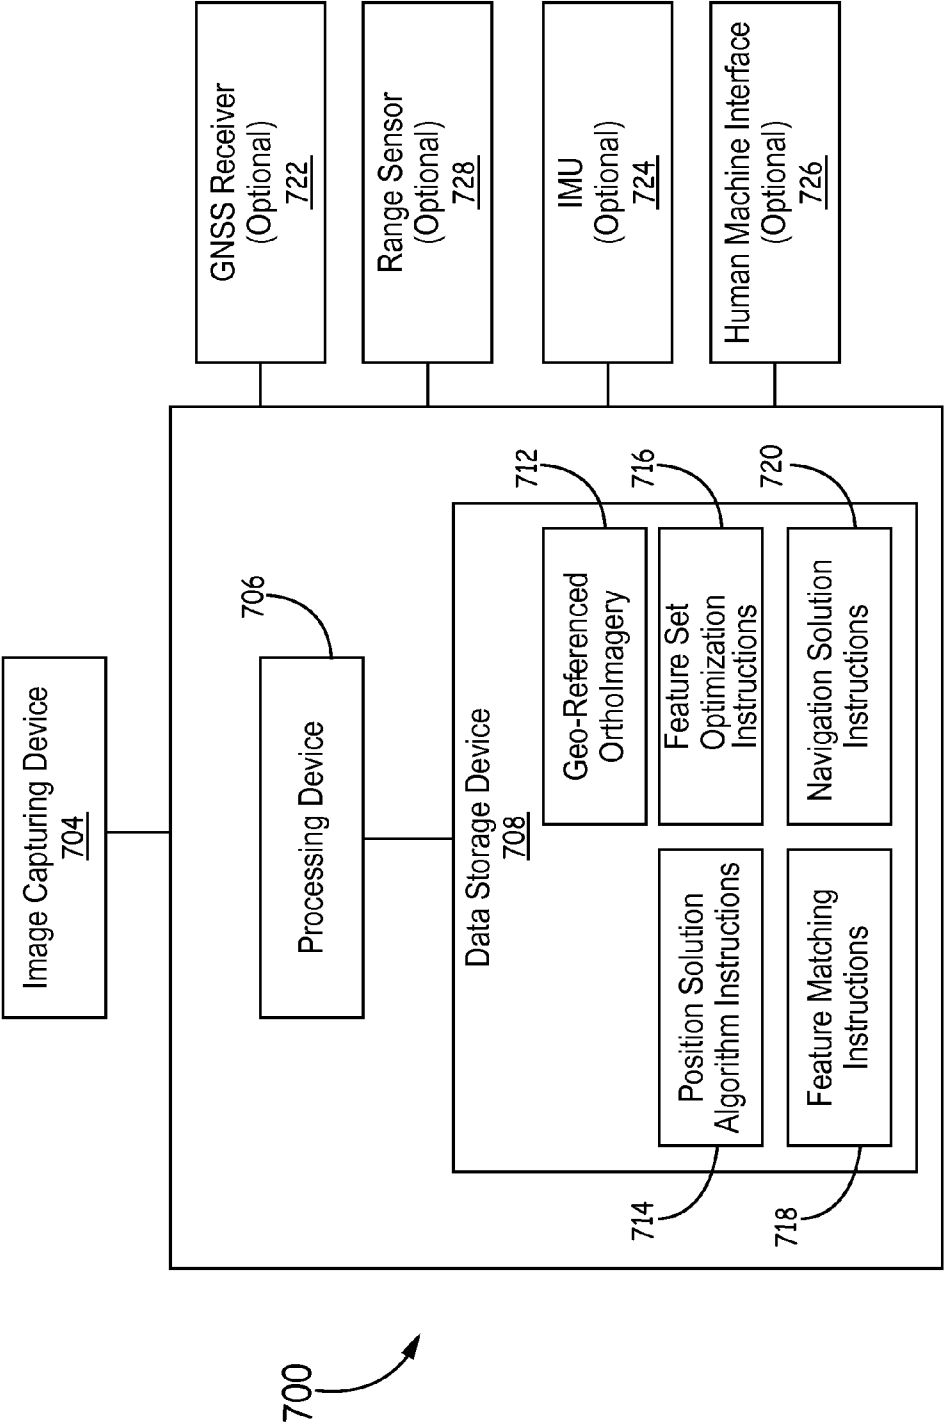 700
Image Capturing Device
704
706
Processing Device
Data Storage Device
708
712
Geo-Referenced
OrthoImagery
714
Position Solution
Algorithm Instructions
716
Feature Set
Optimization
Instructions
718
Feature Matching
Instructions
720
Navigation Solution
Instructions
GNSS Receiver
(Optional)
722
Range Sensor
(Optional)
728
IMU
(Optional)
724
Human Machine Interface
(Optional)
726